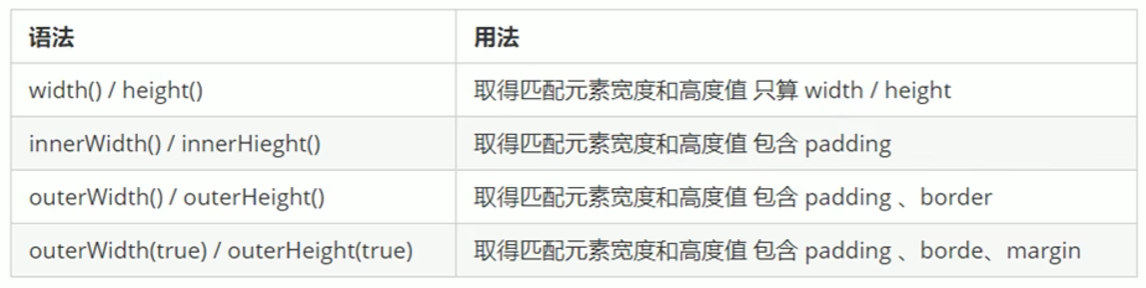 语法 用法
width() / height() 取得匹配元素宽度和高度值 只算 width / height
innerWidth() / innerHieght() 取得匹配元素宽度和高度值 包含 padding
outerWidth() / outerHeight() 取得匹配元素宽度和高度值 包含 padding 、border
outerWidth(true) / outerHeight(true) 取得匹配元素宽度和高度值 包含 padding 、borde、margin